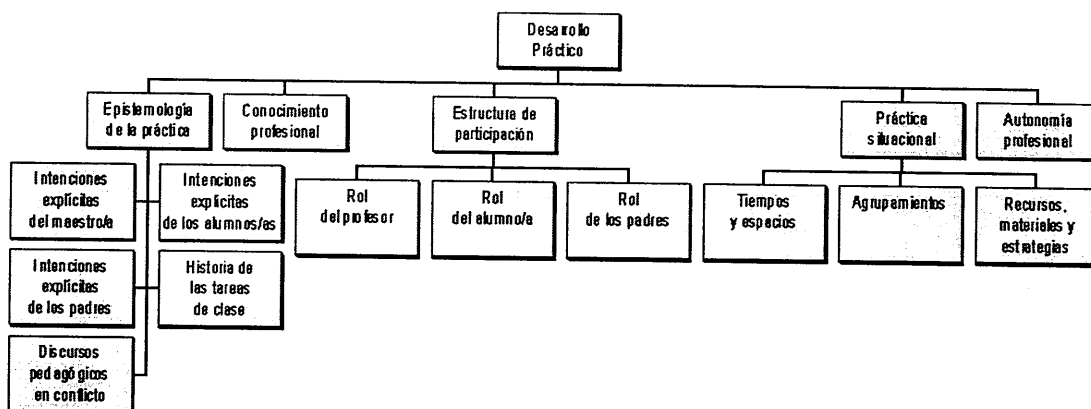 Desarrollo
Práctico
Epistemología
de la práctica
Conocimiento
profesional
Estructura de
participación
Práctica
situacional
Autonomía
profesional
Intenciones
explícitas
del maestro/a
Intenciones
explícitas
de los alumnos/as
Rol
del profesor
Rol
del alumno/a
Rol
de los padres
Tiempos
y espacios
Agrupamientos
Recursos,
materiales y
estrategias
Intenciones
explícitas
de los padres
Historia de
las tareas
de clase
Discursos
pedagógicos
en conflicto